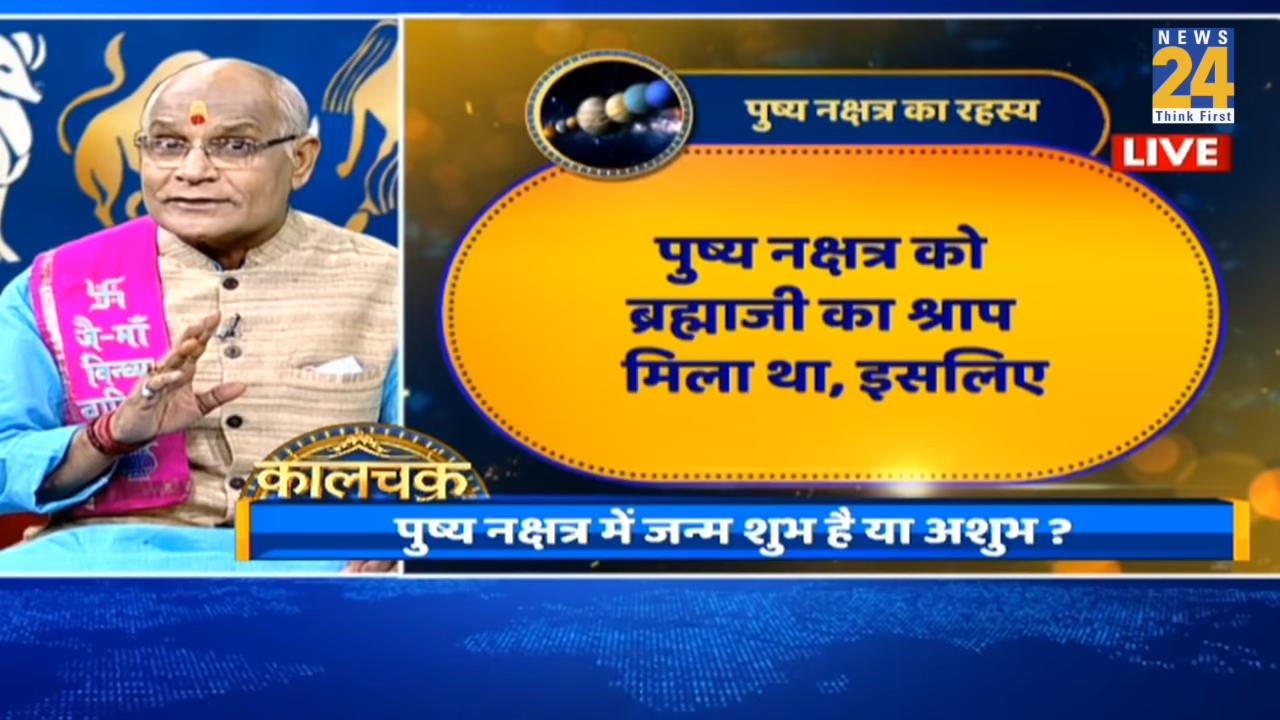 NEWS
24
Think First
LIVE
पुष्य नक्षत्र का रहस्य
पुष्य नक्षत्र को
ब्रह्माजी का श्राप
मिला था, इसलिए
जै-माँ
कालचक्र
पुष्य नक्षत्र में जन्म शुभ है या अशुभ ?